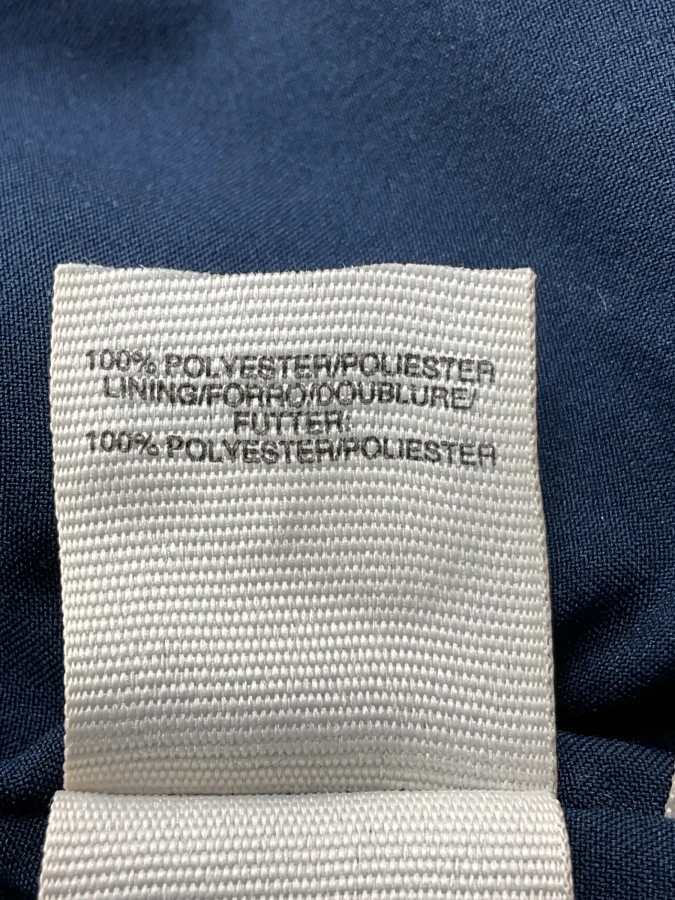 100% POLYESTER/POLIESTER
LINING/FORRO/DOUBLURE/
FUTTER:
100% POLYESTER/POLIESTER